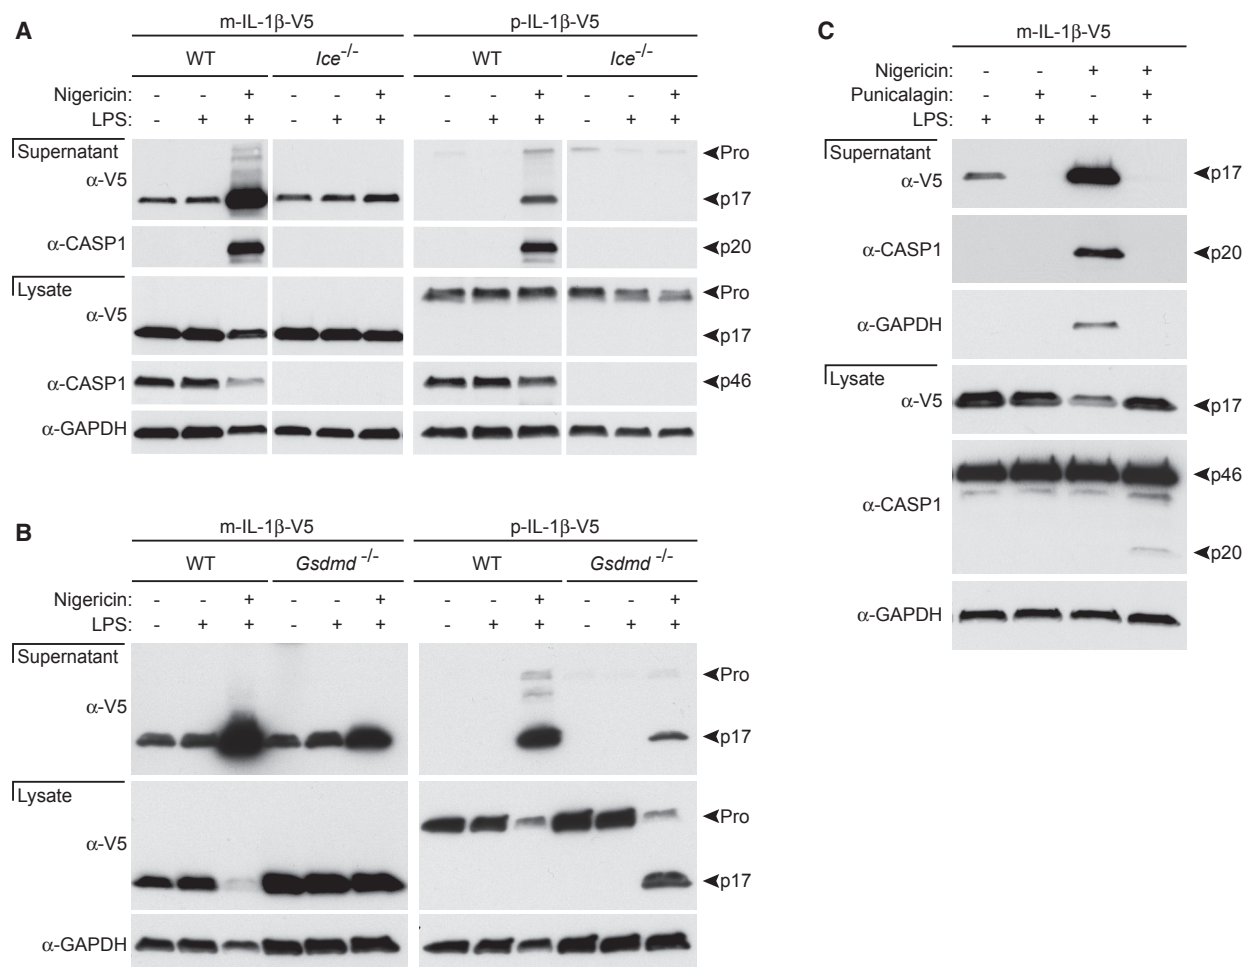 A
m-IL-1β-V5 p-IL-1β-V5
WT Ice-/- WT Ice-/-
Nigericin: - - + - - + - - + - - +
LPS: - + + - + + - + + - + +
Supernatant
α-V5
Pro
p17
α-CASP1 p20
Lysate
α-V5
Pro
p17
α-CASP1 p46
α-GAPDH
B
m-IL-1β-V5 p-IL-1β-V5
WT Gsdmd -/- WT Gsdmd -/-
Nigericin: - - + - - + - - + - - +
LPS: - + + - + + - + + - + +
Supernatant
α-V5
Pro
p17
Lysate
α-V5
Pro
p17
α-GAPDH
C
m-IL-1β-V5
Nigericin: - - + +
Punicalagin: - + - +
LPS: + + + +
Supernatant
α-V5 p17
α-CASP1 p20
α-GAPDH
Lysate
α-V5 p17
α-CASP1
p46
p20
α-GAPDH